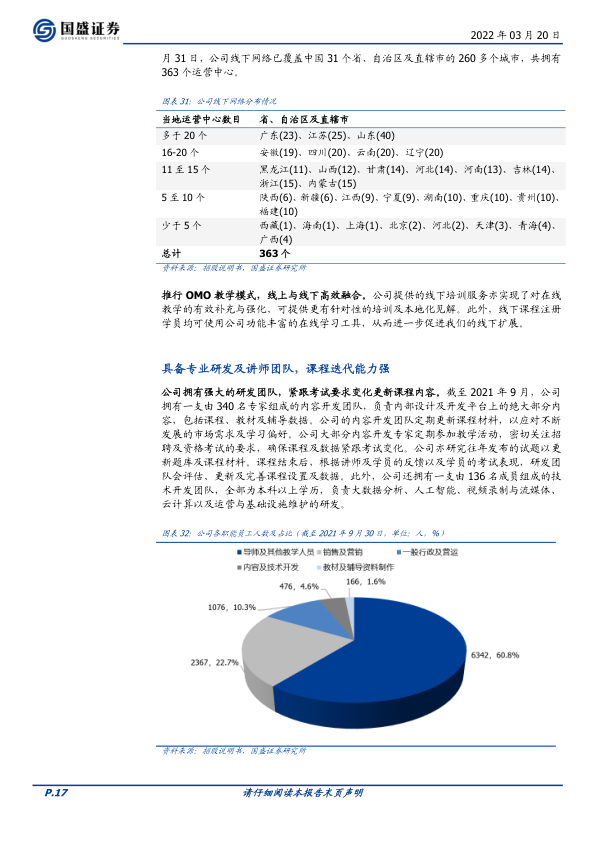 国盛证券
GUOSHENG SECURITIES
2022 年 03 月 20 日
月 31 日，公司线下网络已覆盖中国 31 个省、自治区及直辖市的 260 多个城市，共拥有
363 个运营中心。
图表 31：公司线下网络分布情况
当地运营中心数目 省、自治区及直辖市
多于 20 个 广东(23)、江苏(25)、山东(40)
16-20 个 安徽(19)、四川(20)、云南(20)、辽宁(20)
11 至 15 个 黑龙江(11)、山西(12)、甘肃(14)、河北(14)、河南(13)、吉林(14)、
浙江(15)、内蒙古(15)
5 至 10 个 陕西(6)、新疆(6)、江西(9)、宁夏(9)、湖南(10)、重庆(10)、贵州(10)、
福建(10)
少于 5 个 西藏(1)、海南(1)、上海(1)、北京(2)、河北(2)、天津(3)、青海(4)、
广西(4)
总计 363 个
资料来源：招股说明书，国盛证券研究所
推行 OMO 教学模式，线上与线下高效融合。公司提供的线下培训服务亦实现了对在线
教学的有效补充与强化，可提供更有针对性的培训及本地化见解。此外，线下课程注册
学员均可使用公司功能丰富的在线学习工具，从而进一步促进我们的线下扩展。
具备专业研发及讲师团队，课程迭代能力强
公司拥有强大的研发团队，紧跟考试要求变化更新课程内容。截至 2021 年 9 月，公司
拥有一支由 340 名专家组成的内容开发团队，负责内部设计及开发平台上的绝大部分内
容，包括课程、教材及辅导数据。公司的内容开发团队定期更新课程材料，以应对不断
发展的市场需求及学习偏好。公司大部分内容开发专家定期参加教学活动，密切关注招
聘及资格考试的要求，确保课程及数据紧跟考试变化。公司亦研究往年发布的试题以更
新题库及课程材料。课程结束后，根据讲师及学员的反馈以及学员的考试表现，研发团
队会评估、更新及完善课程设置及数据。此外，公司还拥有一支由 136 名成员组成的技
术开发团队，全部为本科以上学历，负责大数据分析、人工智能、视频录制与流媒体、
云计算以及运营与基础设施维护的研发。
图表 32：公司各职能员工人数及占比（截至 2021 年 9 月 30 日，单位：人，%）
导师及其他教学人员 销售及营销 一般行政及营运
内容及技术开发 教材及辅导资料制作
166，1.6%
476，4.6%
1076，10.3%
2367，22.7%
6342，60.8%
资料来源：招股说明书，国盛证券研究所
P.17 请仔细阅读本报告末页声明